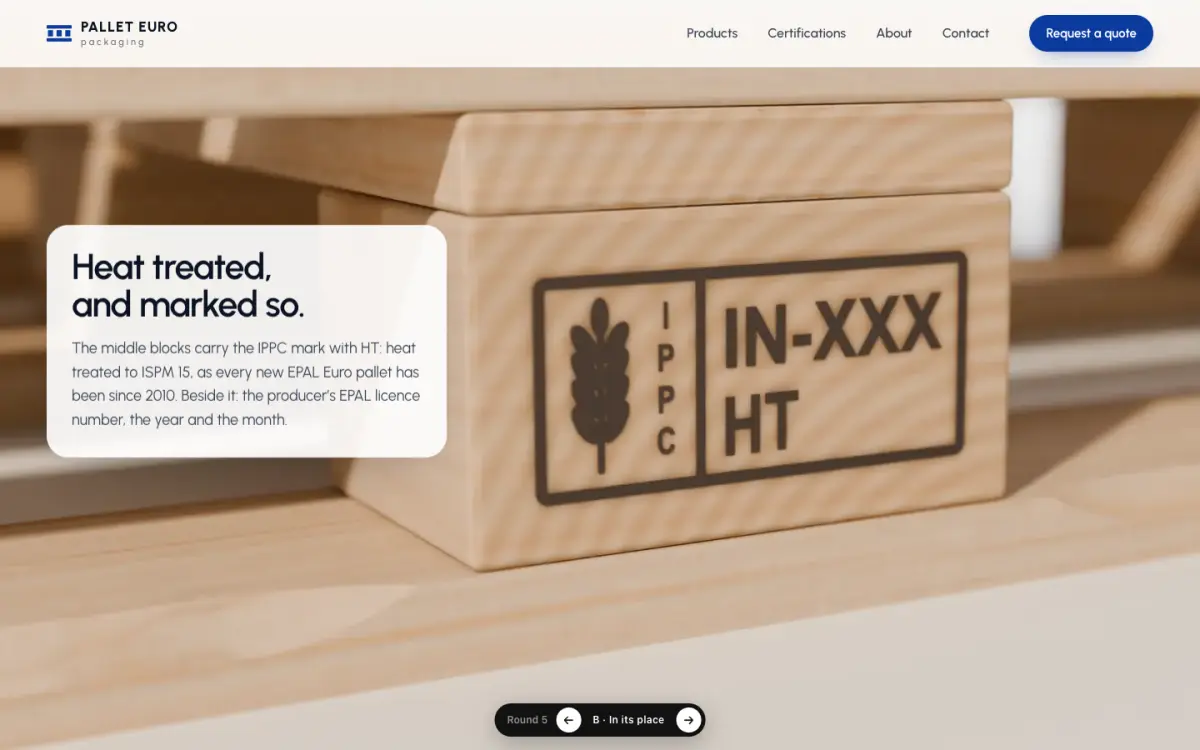 PALLET EURO
packaging
Products
Certifications
About
Contact
Request a quote
Heat treated,
and marked so.
The middle blocks carry the IPPC mark with HT: heat
treated to ISPM 15, as every new EPAL Euro pallet has
been since 2010. Beside it: the producer's EPAL licence
number, the year and the month.
IPPC
IN-XXX
HT
Round 5
B · In its place